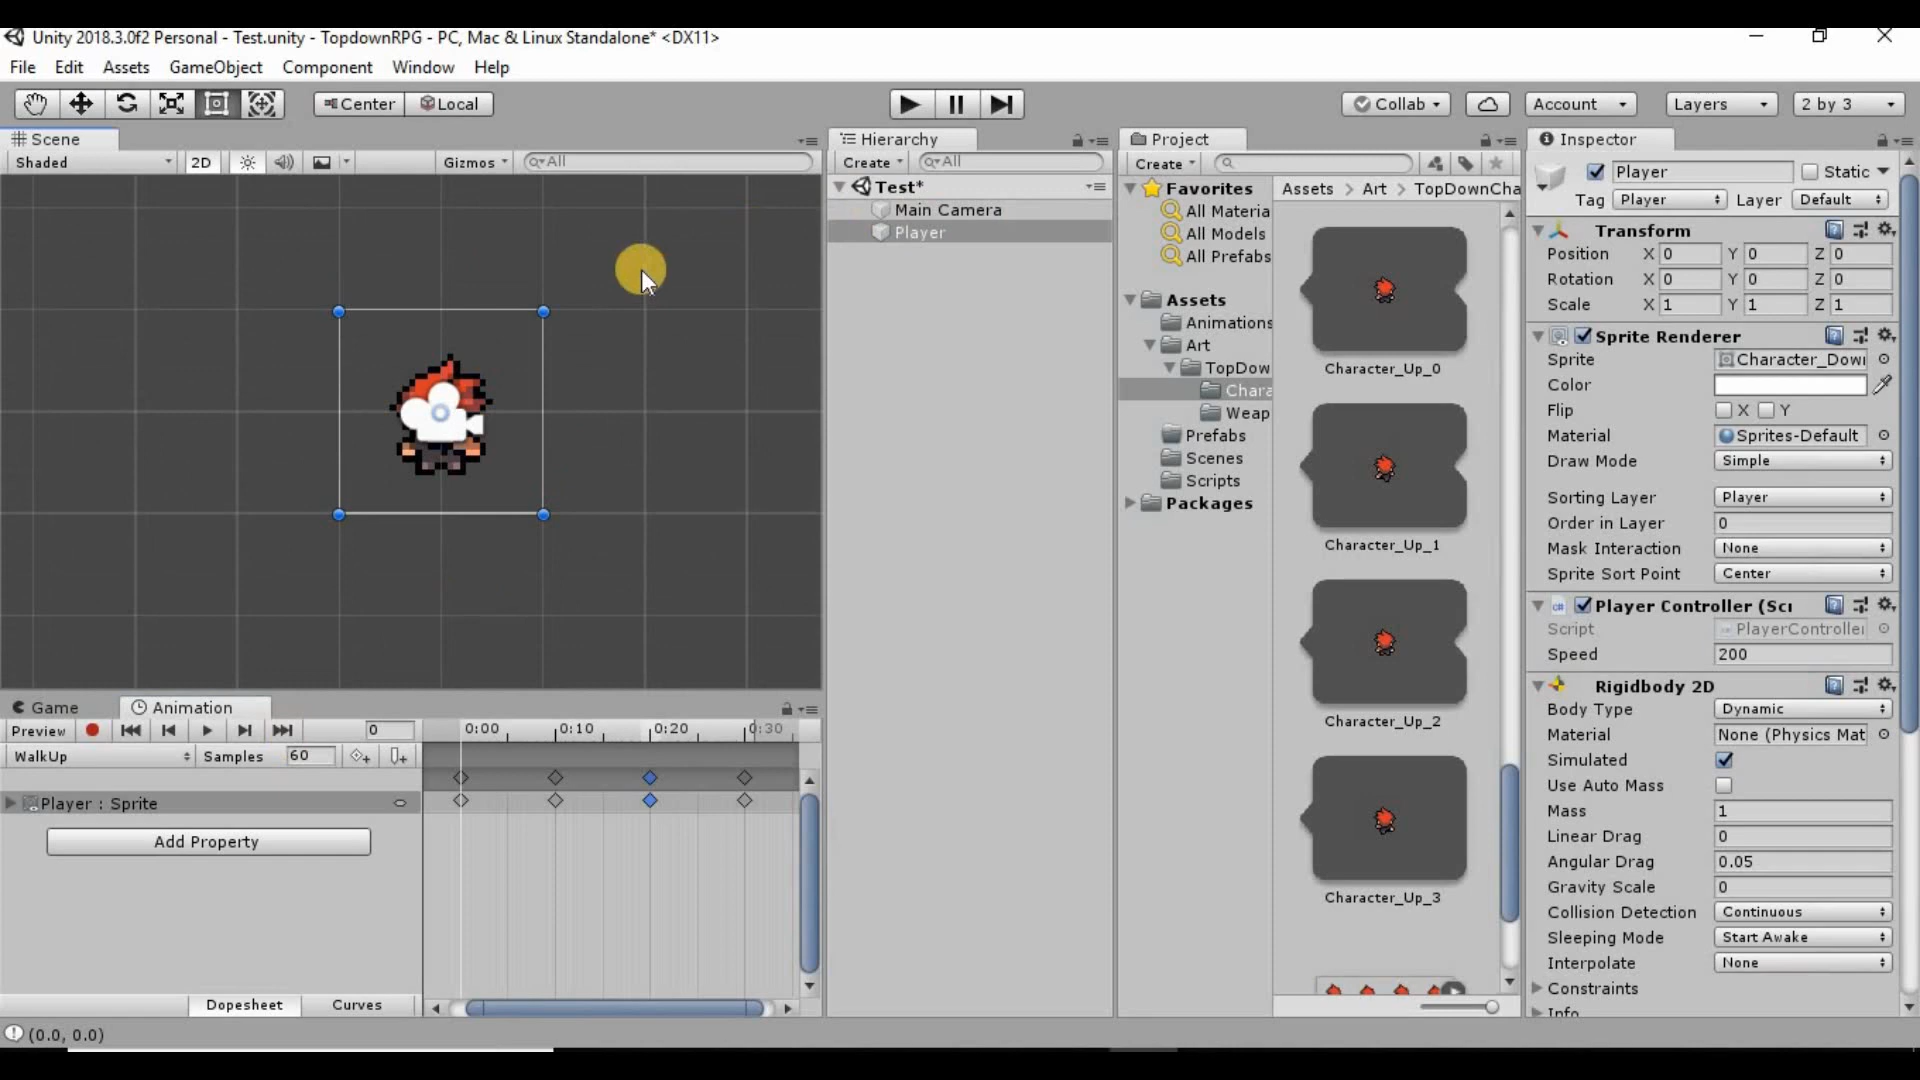 Unity 2018.3.0f2 Personal - Test.unity - TopdownRPG - PC, Mac & Linux Standalone* <DX11>
File Edit Assets GameObject Component Window Help
Center Local
Collab Account Layers 2 by 3
Scene
Shaded 2D Gizmos All
Hierarchy
Create All
Test*
Main Camera
Player
Project
Create
Favorites
All Materia
All Models
All Prefabs
Assets
Animations
Art
TopDow
Chara
Weap
Prefabs
Scenes
Scripts
Packages
Assets > Art > TopDownCha
Character_Up_0
Character_Up_1
Character_Up_2
Character_Up_3
Inspector
Player Static
Tag Player Layer Default
Transform
Position X 0 Y 0 Z 0
Rotation X 0 Y 0 Z 0
Scale X 1 Y 1 Z 1
Sprite Renderer
Sprite Character_Dow
Color
Flip X Y
Material Sprites-Default
Draw Mode Simple
Sorting Layer Player
Order in Layer 0
Mask Interaction None
Sprite Sort Point Center
Player Controller (Scr
Script PlayerController
Speed 200
Rigidbody 2D
Body Type Dynamic
Material None (Physics Mat
Simulated
Use Auto Mass
Mass 1
Linear Drag 0
Angular Drag 0.05
Gravity Scale 0
Collision Detection Continuous
Sleeping Mode Start Awake
Interpolate None
Constraints
Info
Game Animation
Preview 0 0:00 0:10 0:20 0:30
WalkUp Samples 60
Player : Sprite
Add Property
Dopesheet Curves
(0.0, 0.0)